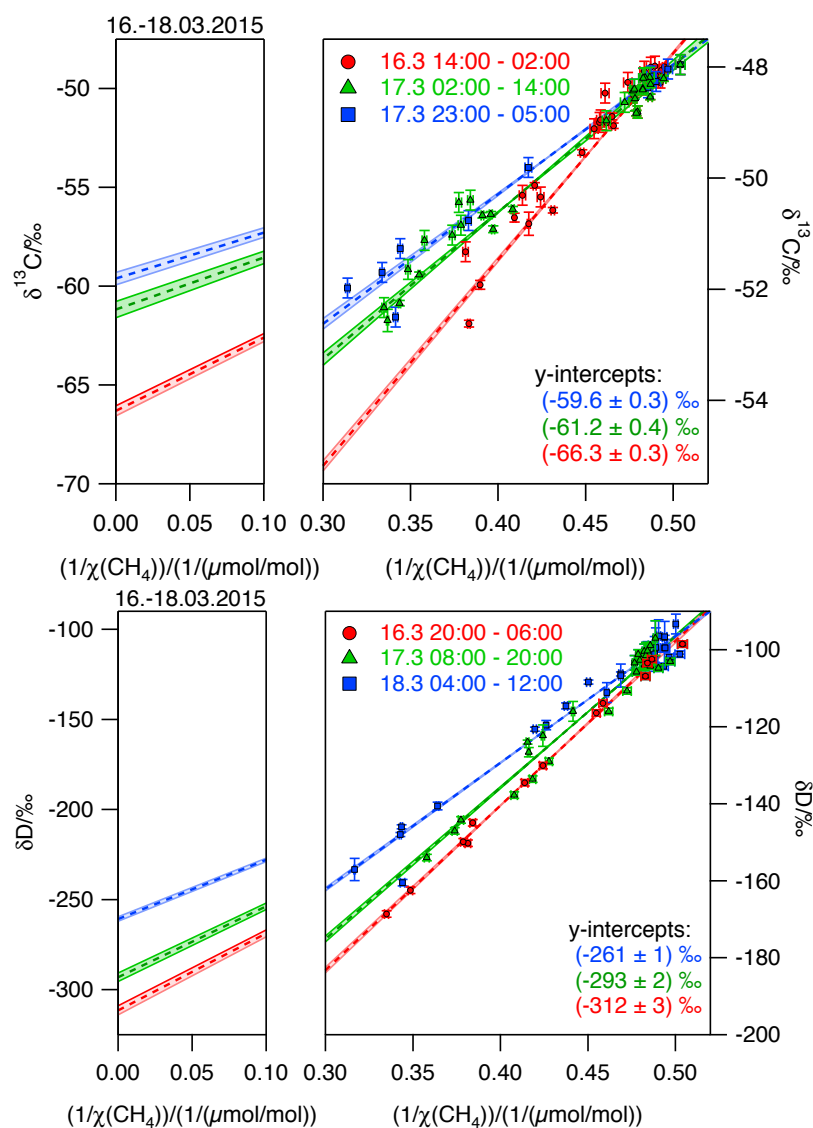 16.-18.03.2015
16.3 14:00 - 02:00
17.3 02:00 - 14:00
17.3 23:00 - 05:00
-50
-55
-60
-65
-70
δ¹³C/‰
-48
-50
-52
-54
δ¹³C/‰
y-intercepts:
(-59.6 ± 0.3) ‰
(-61.2 ± 0.4) ‰
(-66.3 ± 0.3) ‰
0.00 0.05 0.10
0.30 0.40 0.45 0.50
(1/χ(CH₄))/(1/(μmol/mol))
(1/χ(CH₄))/(1/(μmol/mol))
16.-18.03.2015
16.3 20:00 - 06:00
17.3 08:00 - 20:00
18.3 04:00 - 12:00
-100
-150
-200
-250
-300
δD/‰
-100
-120
-140
-160
-180
-200
δD/‰
y-intercepts:
(-261 ± 1) ‰
(-293 ± 2) ‰
(-312 ± 3) ‰
0.00 0.05 0.10
0.30 0.40 0.45 0.50
(1/χ(CH₄))/(1/(μmol/mol))
(1/χ(CH₄))/(1/(μmol/mol))